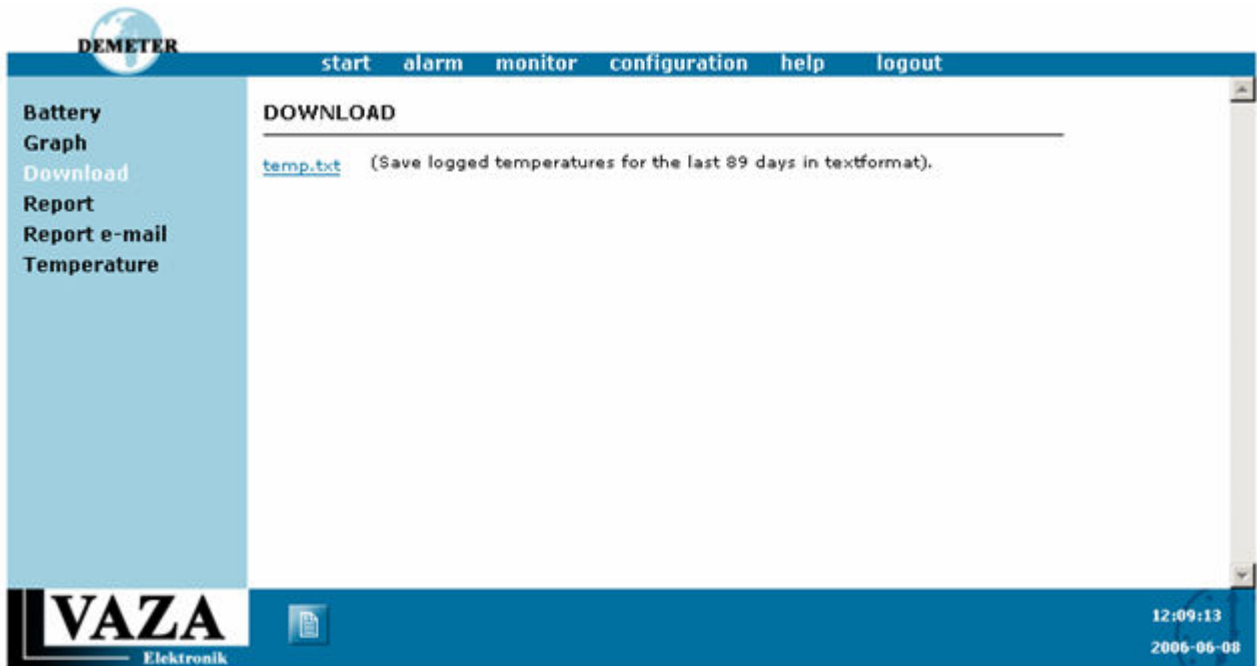 DEMETER
start alarm monitor configuration help logout
Battery
Graph
Download
Report
Report e-mail
Temperature
DOWNLOAD
temp.txt (Save logged temperatures for the last 89 days in textformat).
VAZA
Elektronik
12:09:13
2006-06-08